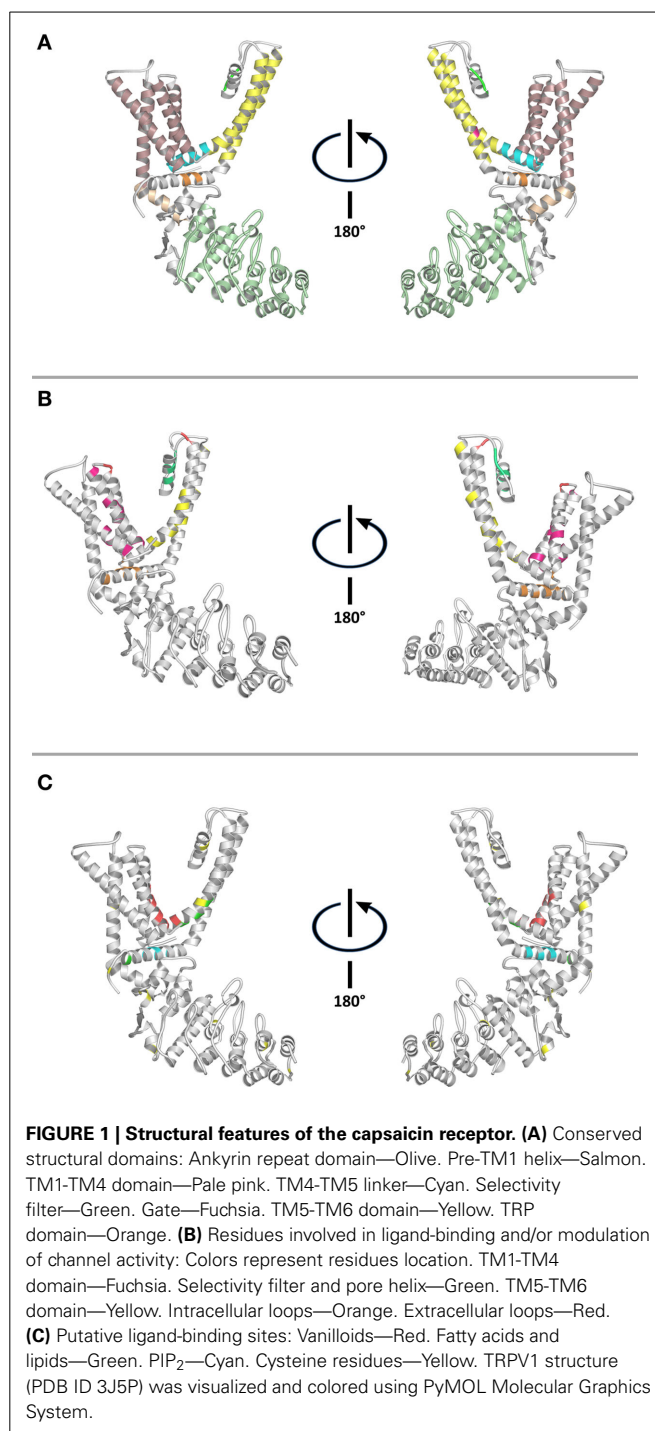 A
180°
B
180°
C
180°
FIGURE 1 | Structural features of the capsaicin receptor. (A) Conserved
structural domains: Ankyrin repeat domain—Olive. Pre-TM1 helix—Salmon.
TM1-TM4 domain—Pale pink. TM4-TM5 linker—Cyan. Selectivity
filter—Green. Gate—Fuchsia. TM5-TM6 domain—Yellow. TRP
domain—Orange. (B) Residues involved in ligand-binding and/or modulation
of channel activity: Colors represent residues location. TM1-TM4
domain—Fuchsia. Selectivity filter and pore helix—Green. TM5-TM6
domain—Yellow. Intracellular loops—Orange. Extracellular loops—Red.
(C) Putative ligand-binding sites: Vanilloids—Red. Fatty acids and
lipids—Green. PIP₂—Cyan. Cysteine residues—Yellow. TRPV1 structure
(PDB ID 3J5P) was visualized and colored using PyMOL Molecular Graphics
System.